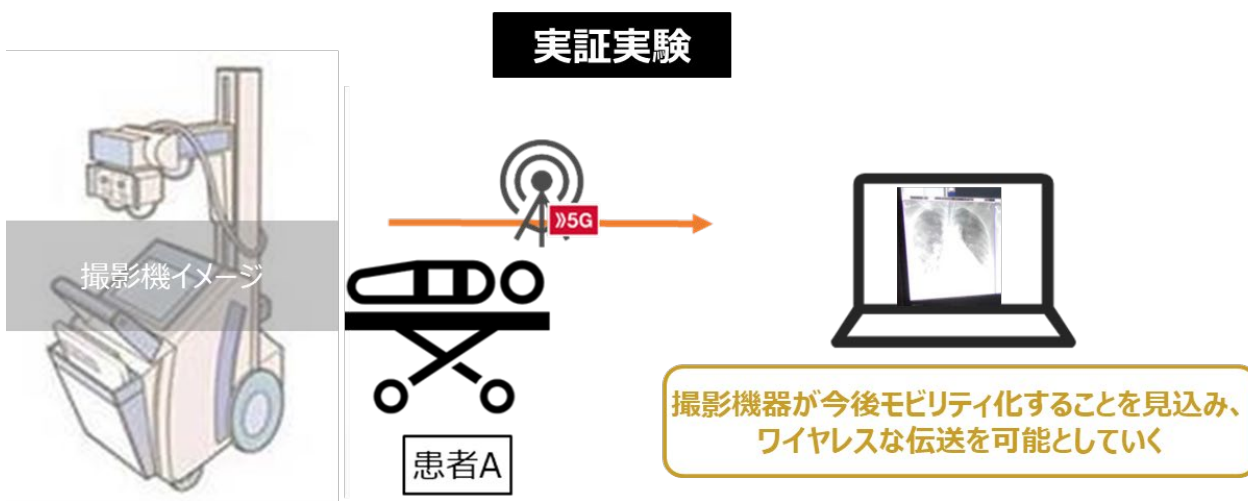 実証実験
撮影機イメージ
》5G
患者A
撮影機器が今後モビリティ化することを見込み、
ワイヤレスな伝送を可能としていく